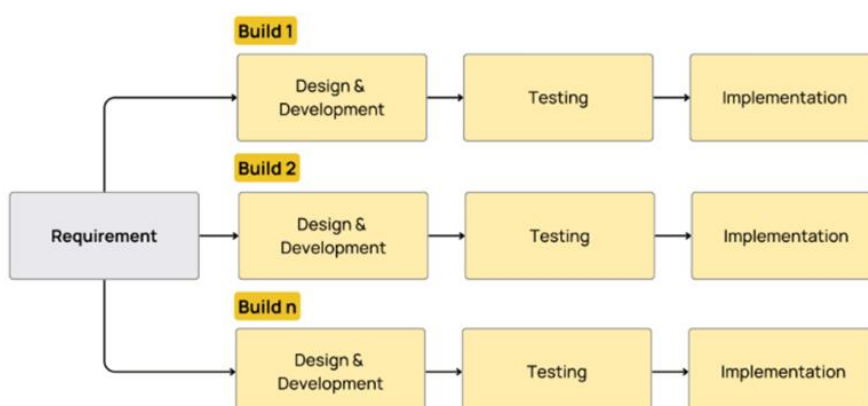 Build 1
Design &
Development
Testing
Implementation
Build 2
Requirement
Design &
Development
Testing
Implementation
Build n
Design &
Development
Testing
Implementation